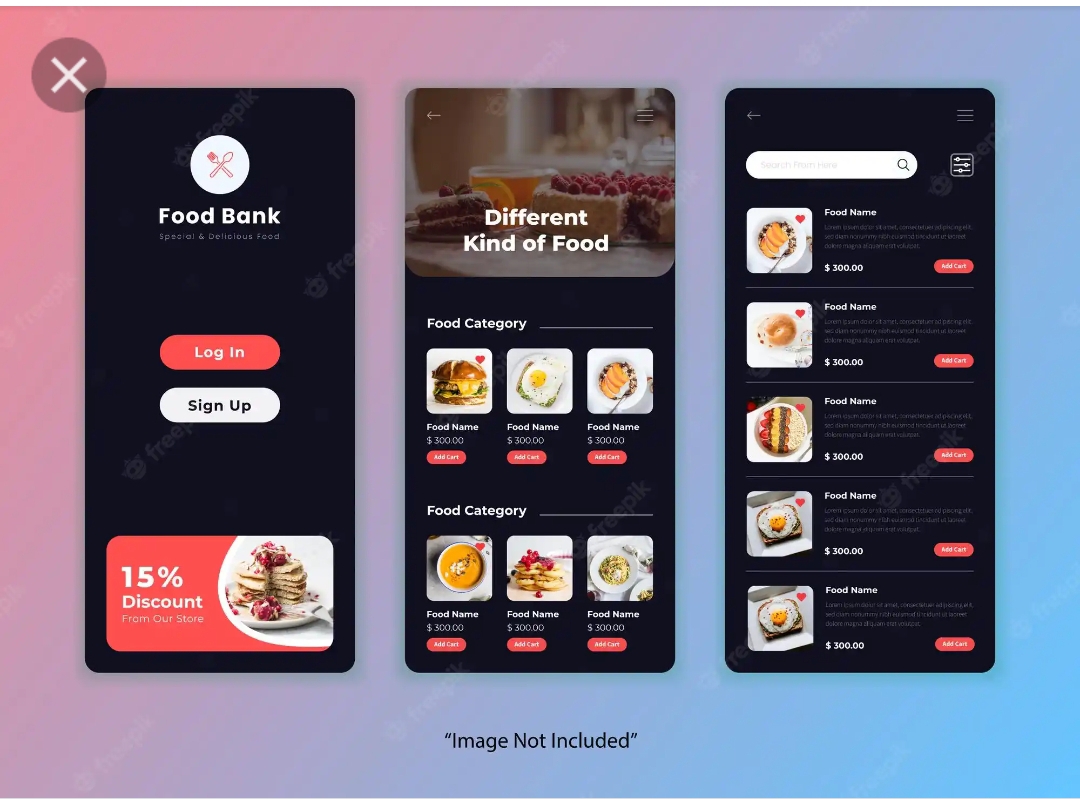 Food Bank
Special & Delicious Food
Log In
Sign Up
15%
Discount
From Our Store
Different
Kind of Food
Food Category
Food Name
$ 300.00
Add Cart
Food Name
$ 300.00
Add Cart
Food Name
$ 300.00
Add Cart
Food Category
Food Name
$ 300.00
Add Cart
Food Name
$ 300.00
Add Cart
Food Name
$ 300.00
Add Cart
Search From Here
Food Name
Lorem ipsum dolor sit amet, consectetuer adipiscing elit,
sed diam nonummy nibh euismod tincidunt ut laoreet
dolore magna aliquam erat volutpat.
$ 300.00
Add Cart
Food Name
Lorem ipsum dolor sit amet, consectetuer adipiscing elit,
sed diam nonummy nibh euismod tincidunt ut laoreet
dolore magna aliquam erat volutpat.
$ 300.00
Add Cart
Food Name
Lorem ipsum dolor sit amet, consectetuer adipiscing elit,
sed diam nonummy nibh euismod tincidunt ut laoreet
dolore magna aliquam erat volutpat.
$ 300.00
Add Cart
Food Name
Lorem ipsum dolor sit amet, consectetuer adipiscing elit,
sed diam nonummy nibh euismod tincidunt ut laoreet
dolore magna aliquam erat volutpat.
$ 300.00
Add Cart
Food Name
Lorem ipsum dolor sit amet, consectetuer adipiscing elit,
sed diam nonummy nibh euismod tincidunt ut laoreet
dolore magna aliquam erat volutpat.
$ 300.00
Add Cart
“Image Not Included”
freepik